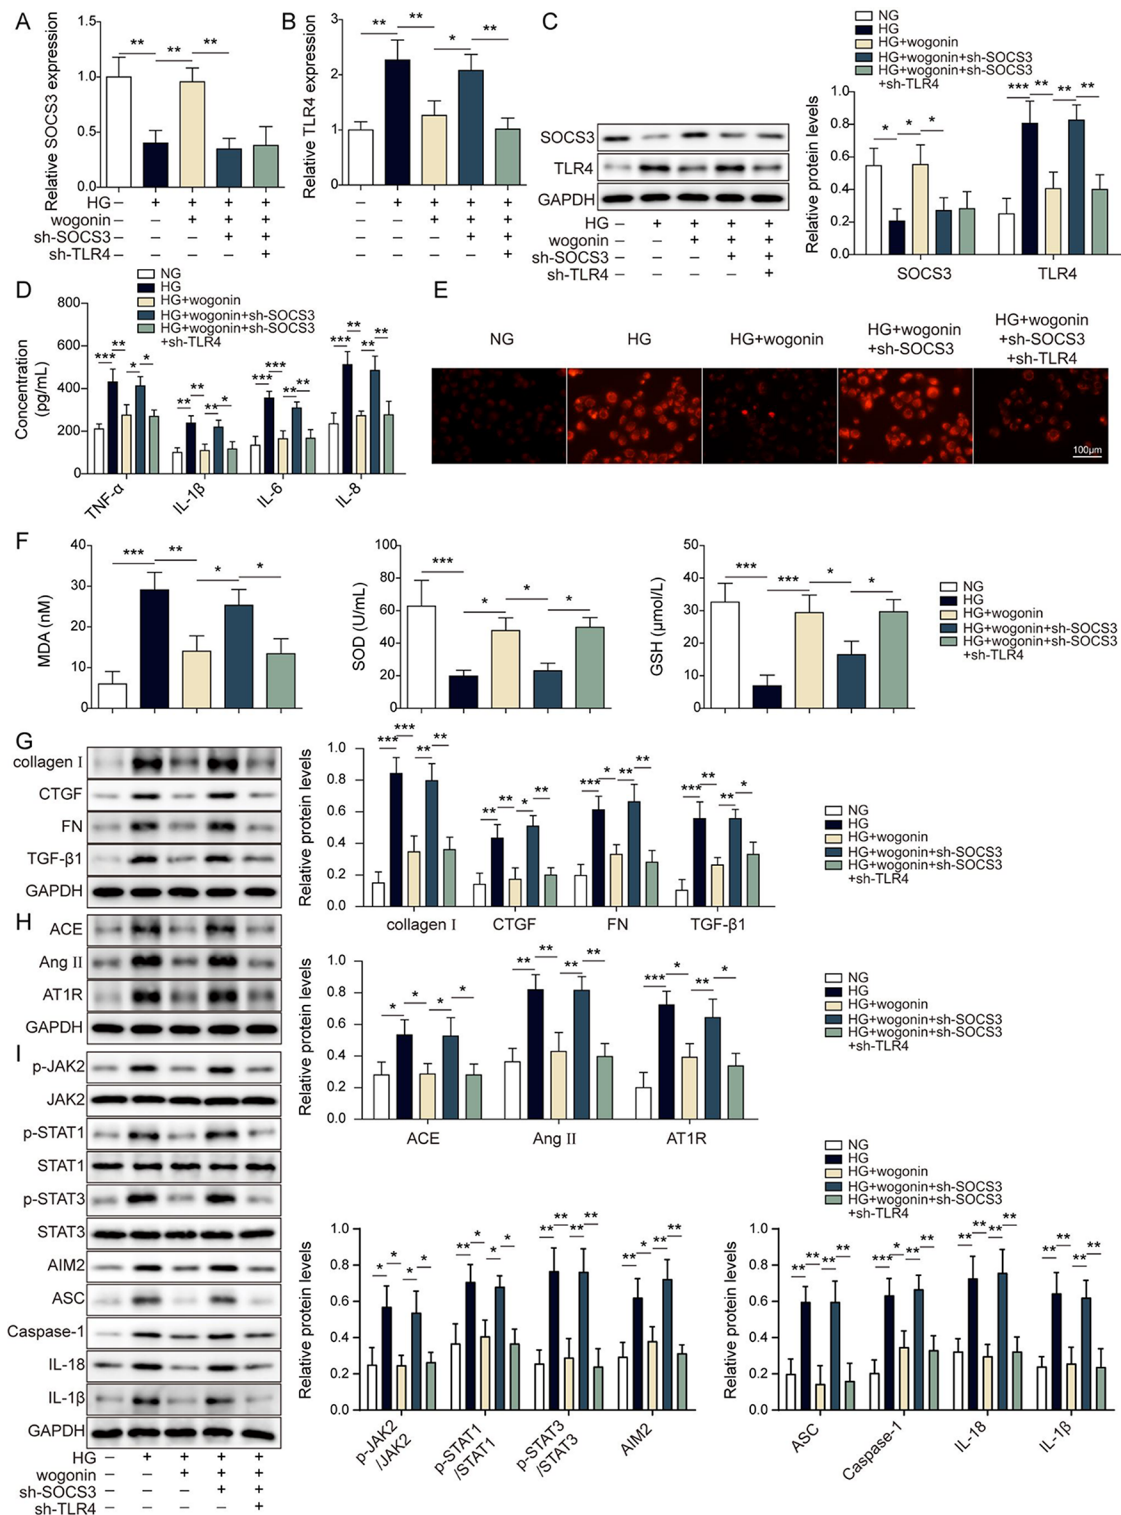 A
Relative SOCS3 expression
1.5
1.0
0.5
0.0
** ** **
HG – + + + +
wogonin – – + + +
sh-SOCS3 – – – + +
sh-TLR4 – – – – +
B
Relative TLR4 expression
3
2
1
0
** ** * **
– + + + +
– – + + +
– – – + +
– – – – +
C
SOCS3
TLR4
GAPDH
HG – + + + +
wogonin – – + + +
sh-SOCS3 – – – + +
sh-TLR4 – – – – +
NG
HG
HG+wogonin
HG+wogonin+sh-SOCS3
HG+wogonin+sh-SOCS3
+sh-TLR4
Relative protein levels
1.0
0.8
0.6
0.4
0.2
0.0
* * *
*** ** ** **
SOCS3 TLR4
D
NG
HG
HG+wogonin
HG+wogonin+sh-SOCS3
HG+wogonin+sh-SOCS3
+sh-TLR4
Concentration
(pg/mL)
800
600
400
200
0
*** ** * *
** ** ** *
*** *** ** **
*** ** ** **
TNF-α IL-1β IL-6 IL-8
E
NG
HG
HG+wogonin
HG+wogonin
+sh-SOCS3
HG+wogonin
+sh-SOCS3
+sh-TLR4
100μm
F
MDA (nM)
40
30
20
10
0
*** ** * *
SOD (U/mL)
100
80
60
40
20
0
*** * * *
GSH (μmol/L)
50
40
30
20
10
0
*** *** * *
NG
HG
HG+wogonin
HG+wogonin+sh-SOCS3
HG+wogonin+sh-SOCS3
+sh-TLR4
G
collagen I
CTGF
FN
TGF-β1
GAPDH
Relative protein levels
1.0
0.8
0.6
0.4
0.2
0.0
*** *** ** **
** ** * **
*** * ** **
*** ** ** *
collagen I CTGF FN TGF-β1
NG
HG
HG+wogonin
HG+wogonin+sh-SOCS3
HG+wogonin+sh-SOCS3
+sh-TLR4
H
ACE
Ang II
AT1R
GAPDH
Relative protein levels
1.0
0.8
0.6
0.4
0.2
0.0
* * * *
** ** ** **
*** * ** *
ACE Ang II AT1R
NG
HG
HG+wogonin
HG+wogonin+sh-SOCS3
HG+wogonin+sh-SOCS3
+sh-TLR4
I
p-JAK2
JAK2
p-STAT1
STAT1
p-STAT3
STAT3
AIM2
ASC
Caspase-1
IL-18
IL-1β
GAPDH
HG – + + + +
wogonin – – + + +
sh-SOCS3 – – – + +
sh-TLR4 – – – – +
Relative protein levels
1.0
0.8
0.6
0.4
0.2
0.0
* * * *
** * * *
** ** ** **
** * ** **
p-JAK2
/JAK2
p-STAT1
/STAT1
p-STAT3
/STAT3
AIM2
NG
HG
HG+wogonin
HG+wogonin+sh-SOCS3
HG+wogonin+sh-SOCS3
+sh-TLR4
Relative protein levels
1.0
0.8
0.6
0.4
0.2
0.0
** ** ** **
*** * ** **
** ** ** **
** ** ** **
ASC Caspase-1 IL-18 IL-1β